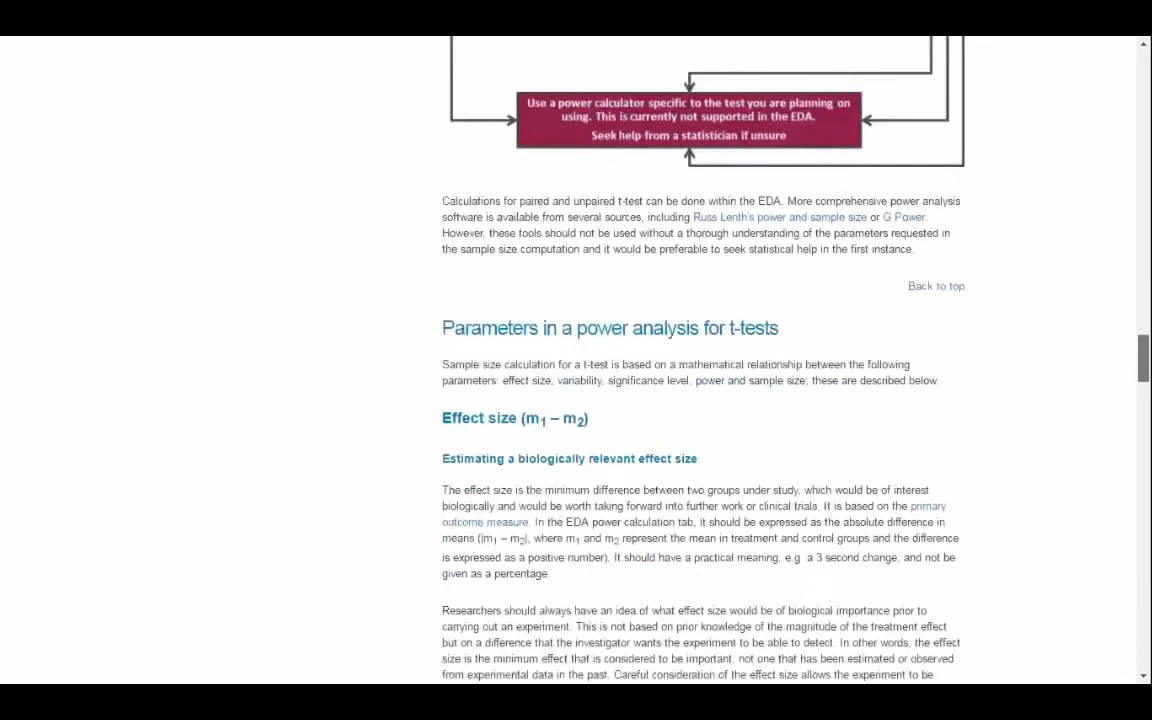 Use a power calculator specific to the test you are planning on
using. This is currently not supported in the EDA.
Seek help from a statistician if unsure
Calculations for paired and unpaired t-test can be done within the EDA. More comprehensive power analysis
software is available from several sources, including Russ Lenth's power and sample size or G Power.
However, these tools should not be used without a thorough understanding of the parameters requested in
the sample size computation and it would be preferable to seek statistical help in the first instance.
Back to top
Parameters in a power analysis for t-tests
Sample size calculation for a t-test is based on a mathematical relationship between the following
parameters: effect size, variability, significance level, power and sample size; these are described below.
Effect size (m1 – m2)
Estimating a biologically relevant effect size
The effect size is the minimum difference between two groups under study, which would be of interest
biologically and would be worth taking forward into further work or clinical trials. It is based on the primary
outcome measure. In the EDA power calculation tab, it should be expressed as the absolute difference in
means (|m1 – m2|, where m1 and m2 represent the mean in treatment and control groups and the difference
is expressed as a positive number). It should have a practical meaning, e.g. a 3 second change, and not be
given as a percentage.
Researchers should always have an idea of what effect size would be of biological importance prior to
carrying out an experiment. This is not based on prior knowledge of the magnitude of the treatment effect
but on a difference that the investigator wants the experiment to be able to detect. In other words, the effect
size is the minimum effect that is considered to be important, not one that has been estimated or observed
from experimental data in the past. Careful consideration of the effect size allows the experiment to be